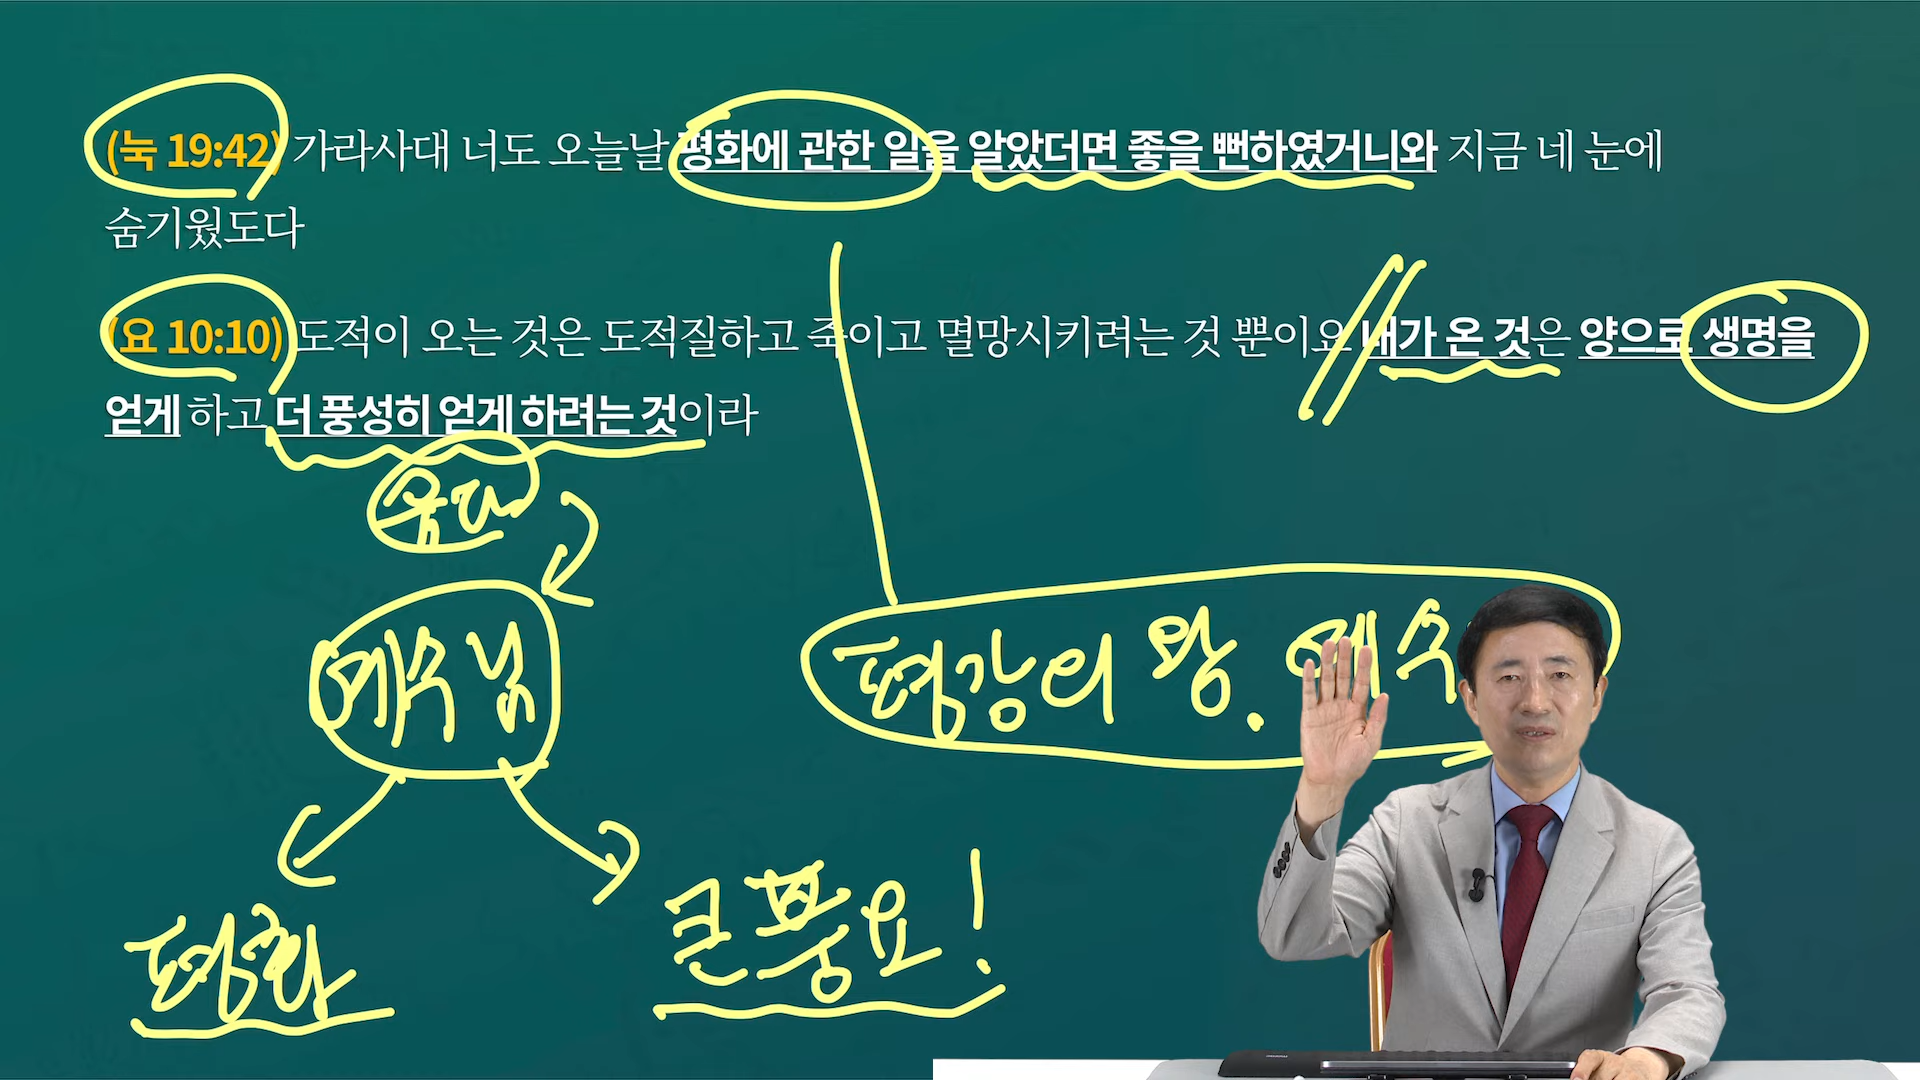 (눅 19:42) 가라사대 너도 오늘날 평화에 관한 일을 알았더면 좋을 뻔하였거니와 지금 네 눈에
숨기웠도다
(요 10:10) 도적이 오는 것은 도적질하고 죽이고 멸망시키려는 것 뿐이요 내가 온 것은 양으로 생명을
얻게 하고 더 풍성히 얻게 하려는 것이라
유다
예수님
평강의 왕. 예수
평화
큰 풍요!